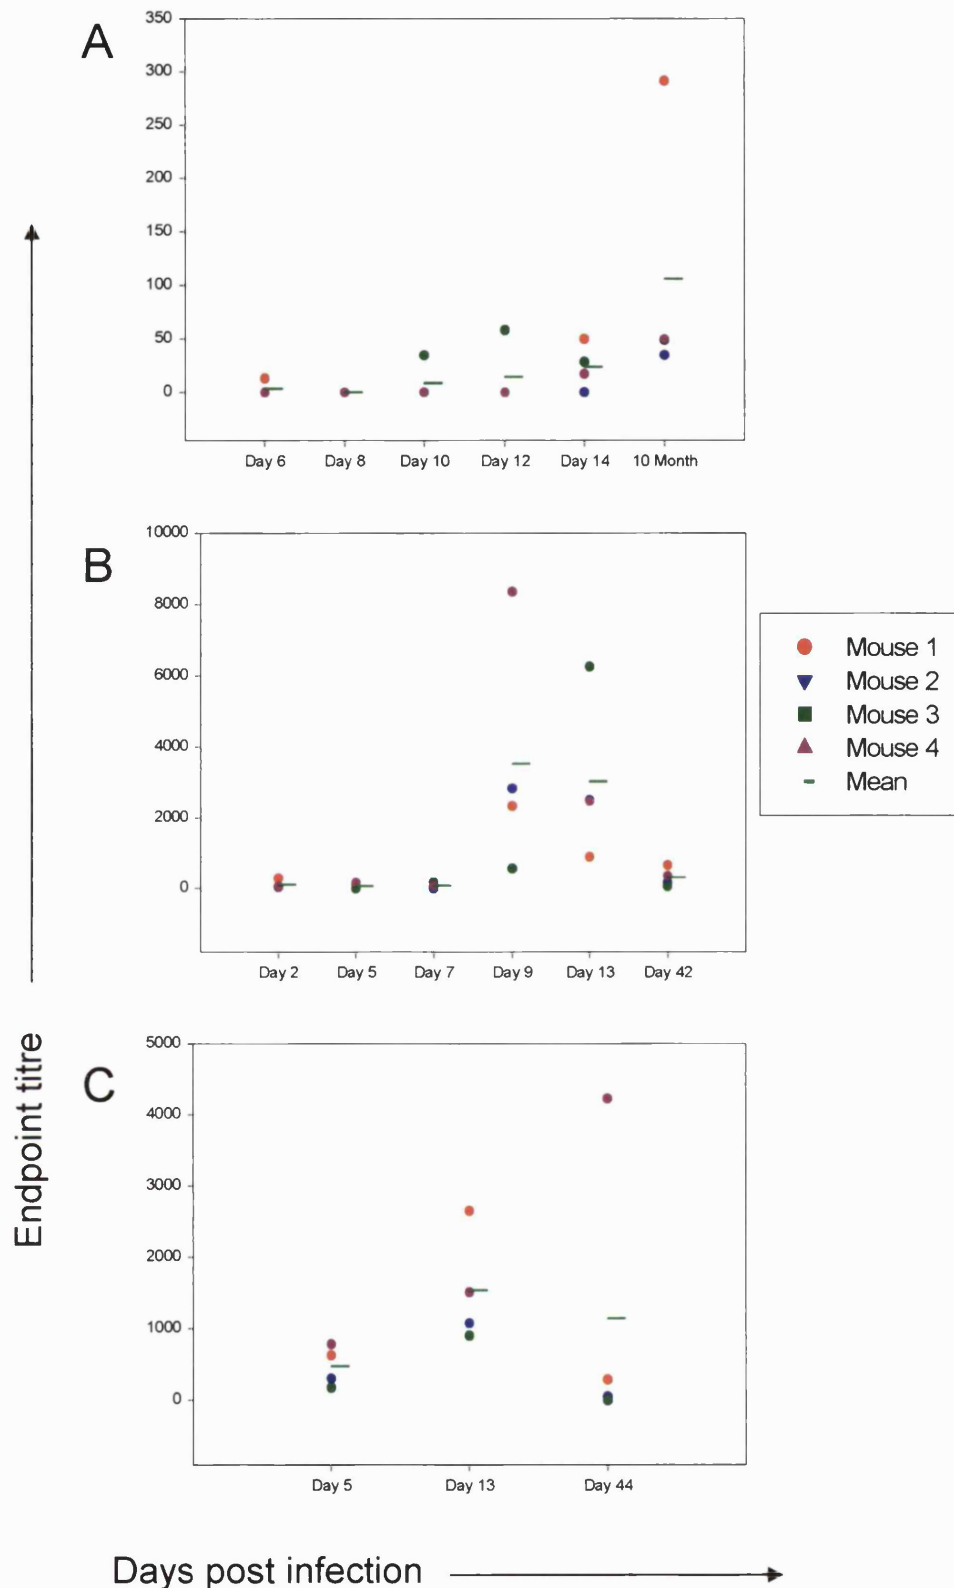 A
350
300
250
200
150
100
50
0
Day 6 Day 8 Day 10 Day 12 Day 14 10 Month
B
10000
8000
6000
4000
2000
0
Day 2 Day 5 Day 7 Day 9 Day 13 Day 42
Mouse 1
Mouse 2
Mouse 3
Mouse 4
Mean
C
5000
4000
3000
2000
1000
0
Day 5 Day 13 Day 44
Endpoint titre
Days post infection